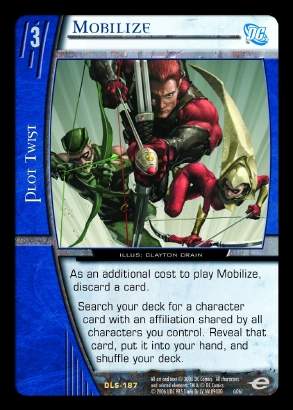 3
MOBILIZE
DC
PLOT TWIST
ILLUS: CLAYTON CRAIN
As an additional cost to play Mobilize,
discard a card.
Search your deck for a character
card with an affiliation shared by all
characters you control. Reveal that
card, put it into your hand, and
shuffle your deck.
DLS-187